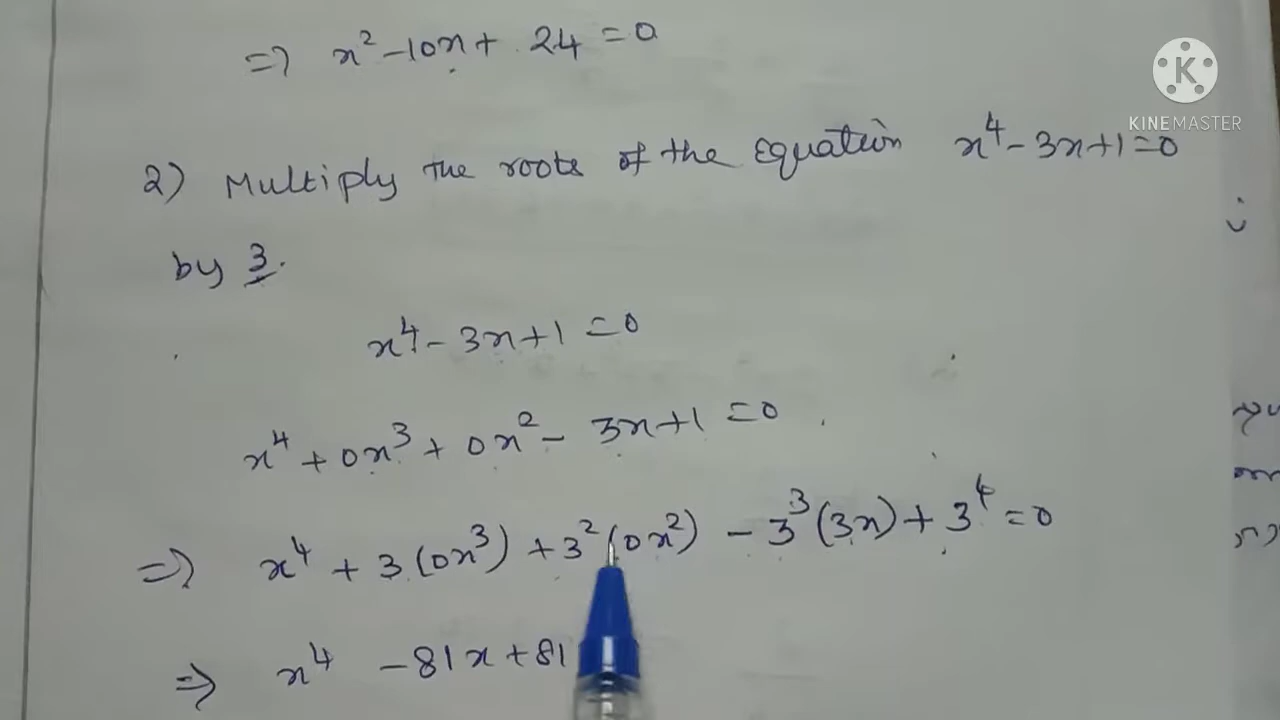 => x² - 10x + 24 = 0
K
KINEMASTER
2) Multiply the roots of the equation x⁴ - 3x + 1 = 0
by 3.
x⁴ - 3x + 1 = 0
x⁴ + 0x³ + 0x² - 3x + 1 = 0
=> x⁴ + 3(0x³) + 3²(0x²) - 3³(3x) + 3⁴ = 0
=> x⁴ - 81x + 81